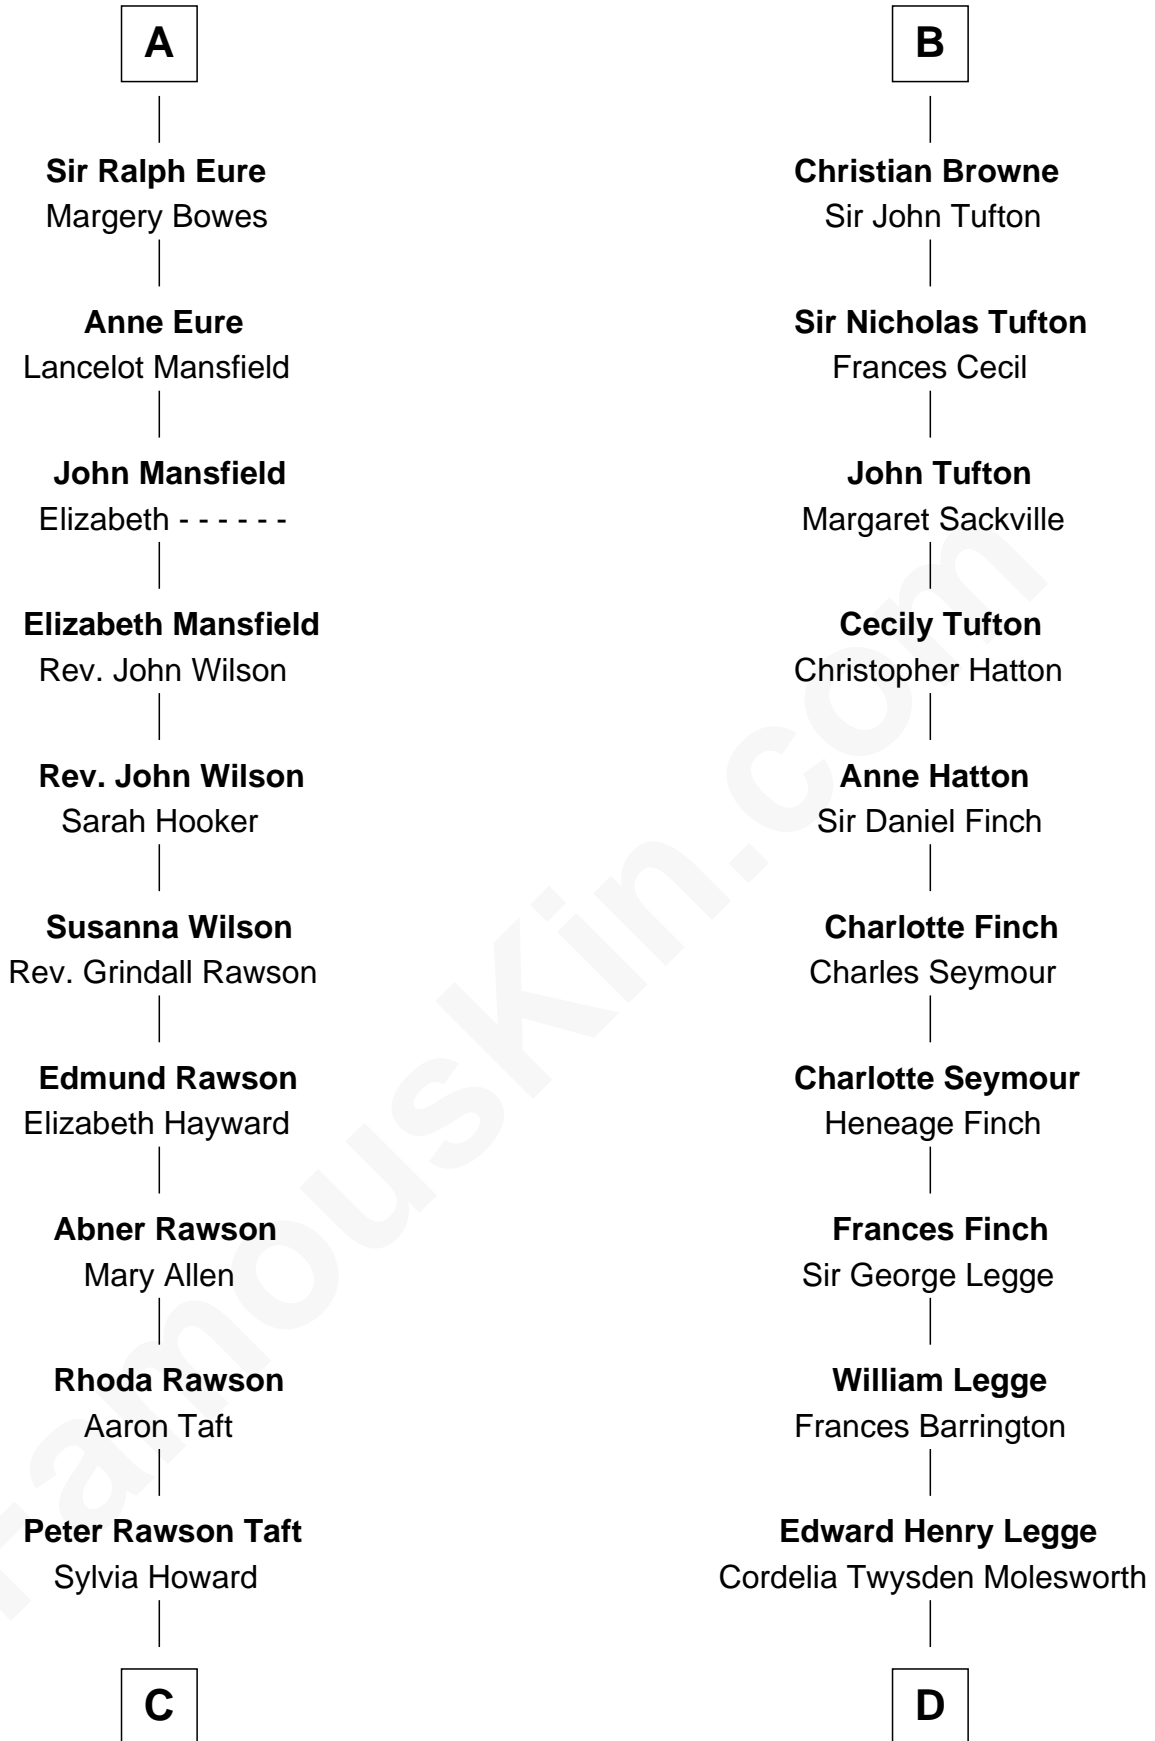 A
Sir Ralph Eure
Margery Bowes
Anne Eure
Lancelot Mansfield
John Mansfield
Elizabeth - - - - - -
Elizabeth Mansfield
Rev. John Wilson
Rev. John Wilson
Sarah Hooker
Susanna Wilson
Rev. Grindall Rawson
Edmund Rawson
Elizabeth Hayward
Abner Rawson
Mary Allen
Rhoda Rawson
Aaron Taft
Peter Rawson Taft
Sylvia Howard
C
B
Christian Browne
Sir John Tufton
Sir Nicholas Tufton
Frances Cecil
John Tufton
Margaret Sackville
Cecily Tufton
Christopher Hatton
Anne Hatton
Sir Daniel Finch
Charlotte Finch
Charles Seymour
Charlotte Seymour
Heneage Finch
Frances Finch
Sir George Legge
William Legge
Frances Barrington
Edward Henry Legge
Cordelia Twysden Molesworth
D
FamousKin.com